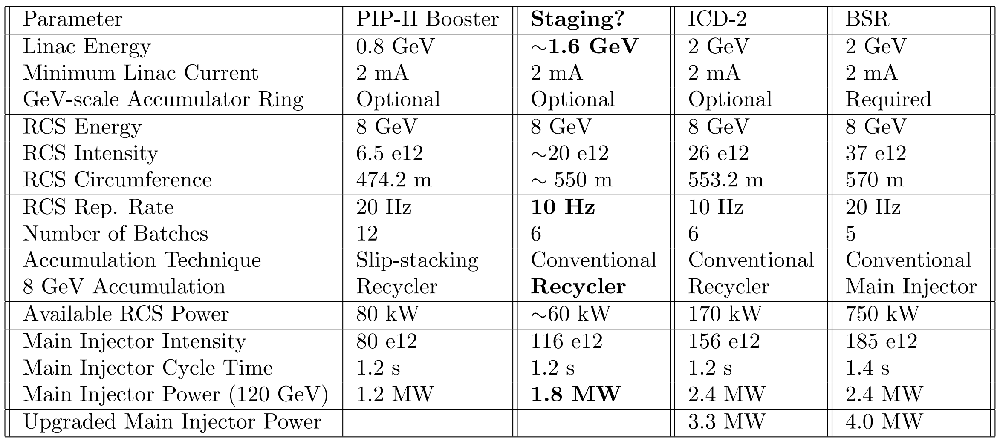 Parameter PIP-II Booster Staging? ICD-2 BSR
Linac Energy 0.8 GeV ∼1.6 GeV 2 GeV 2 GeV
Minimum Linac Current 2 mA 2 mA 2 mA 2 mA
GeV-scale Accumulator Ring Optional Optional Optional Required
RCS Energy 8 GeV 8 GeV 8 GeV 8 GeV
RCS Intensity 6.5 e12 ∼20 e12 26 e12 37 e12
RCS Circumference 474.2 m ∼ 550 m 553.2 m 570 m
RCS Rep. Rate 20 Hz 10 Hz 10 Hz 20 Hz
Number of Batches 12 6 6 5
Accumulation Technique Slip-stacking Conventional Conventional Conventional
8 GeV Accumulation Recycler Recycler Recycler Main Injector
Available RCS Power 80 kW ∼60 kW 170 kW 750 kW
Main Injector Intensity 80 e12 116 e12 156 e12 185 e12
Main Injector Cycle Time 1.2 s 1.2 s 1.2 s 1.4 s
Main Injector Power (120 GeV) 1.2 MW 1.8 MW 2.4 MW 2.4 MW
Upgraded Main Injector Power 3.3 MW 4.0 MW